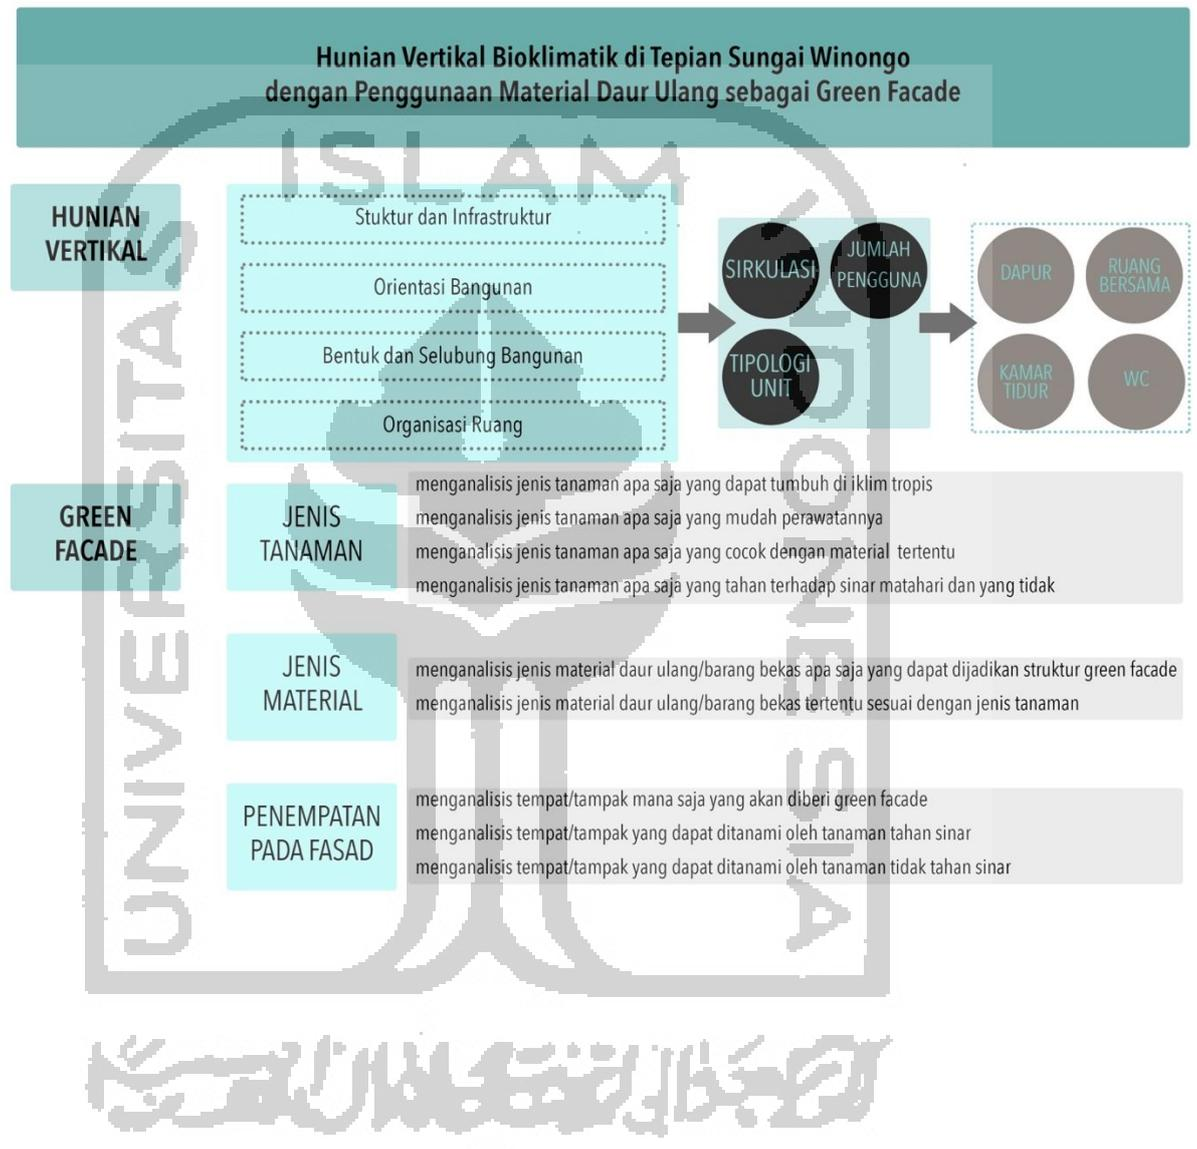 Hunian Vertikal Bioklimatik di Tepian Sungai Winongo
dengan Penggunaan Material Daur Ulang sebagai Green Facade
HUNIAN
VERTIKAL
Stuktur dan Infrastruktur
Orientasi Bangunan
Bentuk dan Selubung Bangunan
Organisasi Ruang
SIRKULASI
JUMLAH
PENGGUNA
TIPOLOGI
UNIT
DAPUR
RUANG
BERSAMA
KAMAR
TIDUR
WC
GREEN
FACADE
JENIS
TANAMAN
menganalisis jenis tanaman apa saja yang dapat tumbuh di iklim tropis
menganalisis jenis tanaman apa saja yang mudah perawatannya
menganalisis jenis tanaman apa saja yang cocok dengan material tertentu
menganalisis jenis tanaman apa saja yang tahan terhadap sinar matahari dan yang tidak
JENIS
MATERIAL
menganalisis jenis material daur ulang/barang bekas apa saja yang dapat dijadikan struktur green facade
menganalisis jenis material daur ulang/barang bekas tertentu sesuai dengan jenis tanaman
PENEMPATAN
PADA FASAD
menganalisis tempat/tampak mana saja yang akan diberi green facade
menganalisis tempat/tampak yang dapat ditanami oleh tanaman tahan sinar
menganalisis tempat/tampak yang dapat ditanami oleh tanaman tidak tahan sinar
UNIVERSITAS
ISLAM
INDONESIA